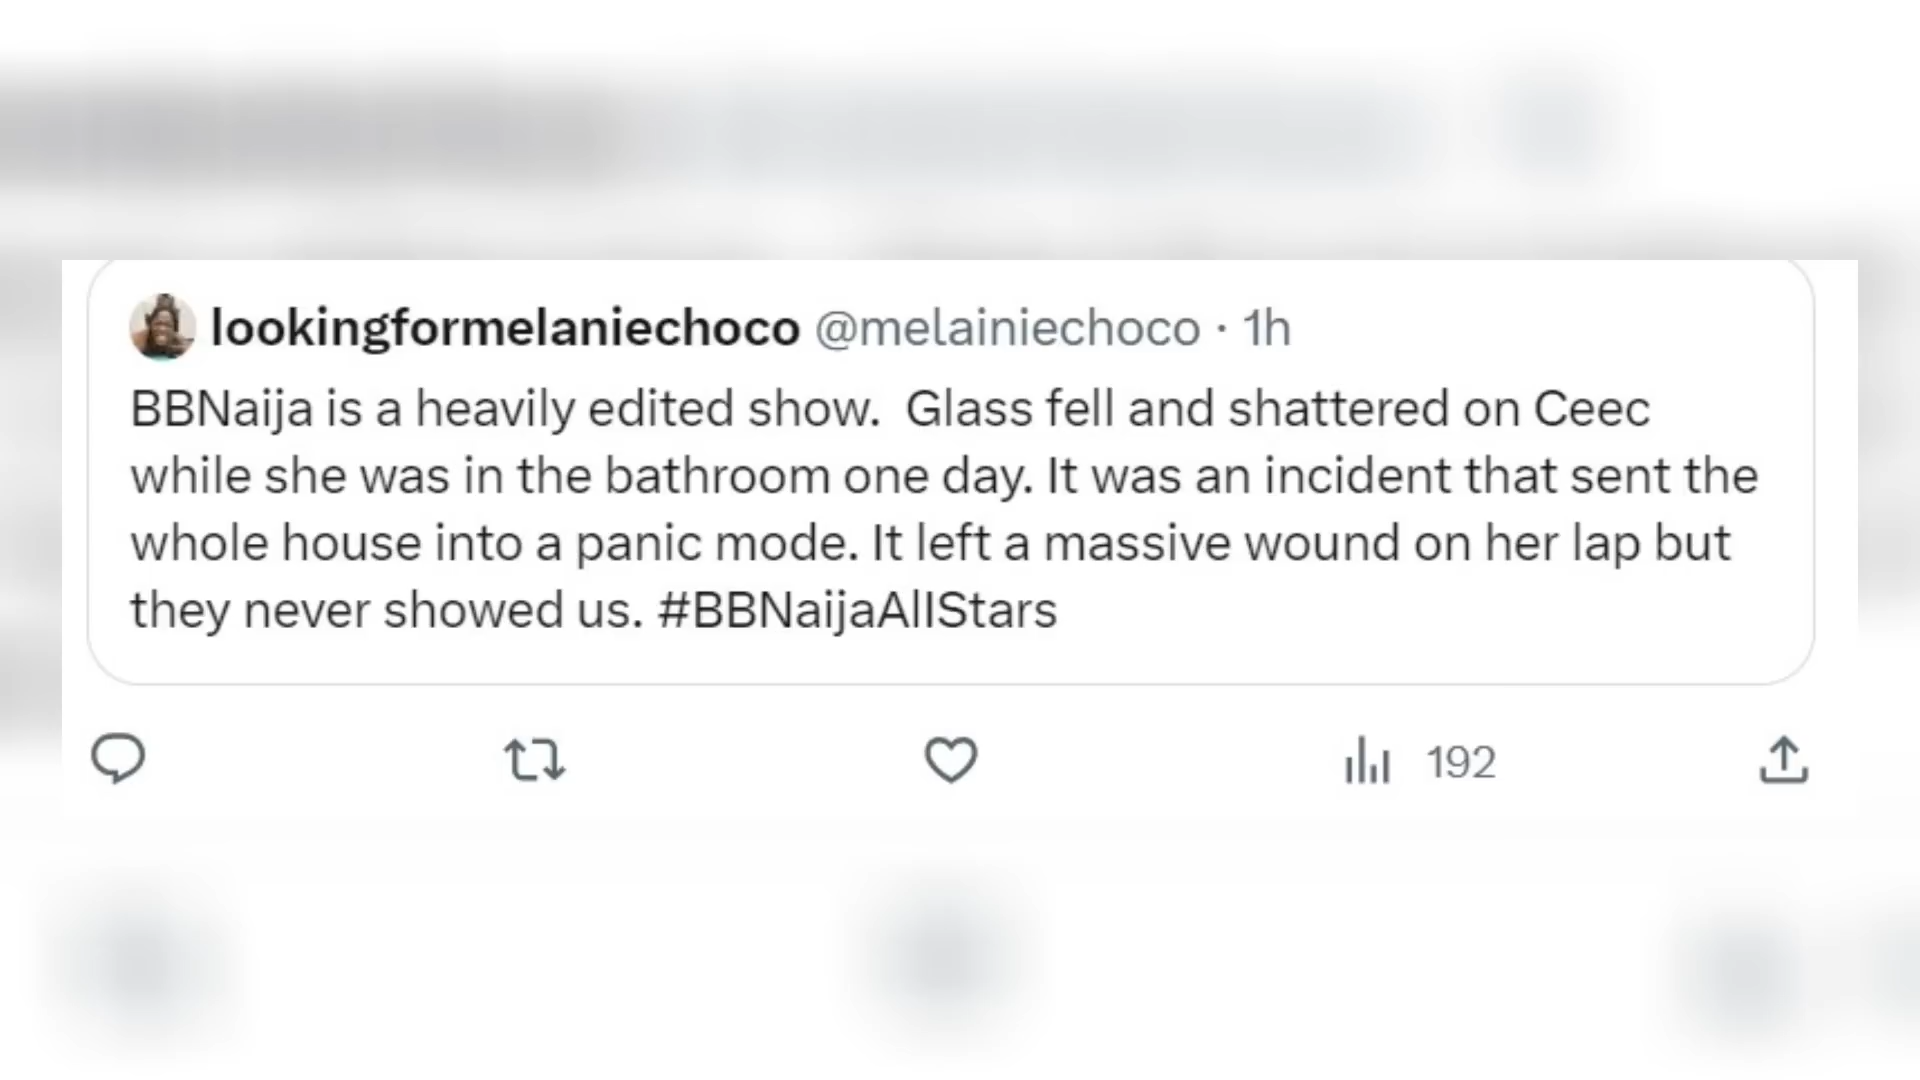 lookingformelaniechoco @melainiechoco · 1h
BBNaija is a heavily edited show.  Glass fell and shattered on Ceec
while she was in the bathroom one day. It was an incident that sent the
whole house into a panic mode. It left a massive wound on her lap but
they never showed us. #BBNaijaAllStars
192